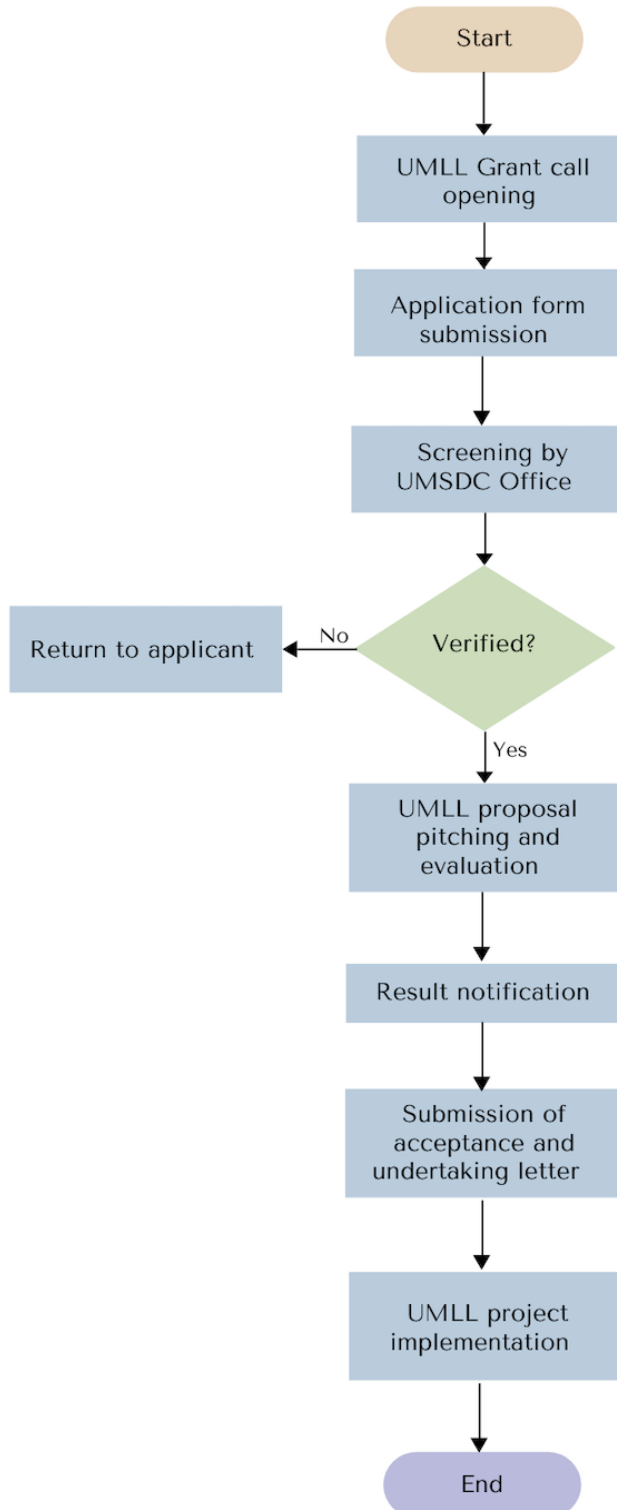 Start
UMLL Grant call
opening
Application form
submission
Screening by
UMSDC Office
Verified?
No
Return to applicant
Yes
UMLL proposal
pitching and
evaluation
Result notification
Submission of
acceptance and
undertaking letter
UMLL project
implementation
End